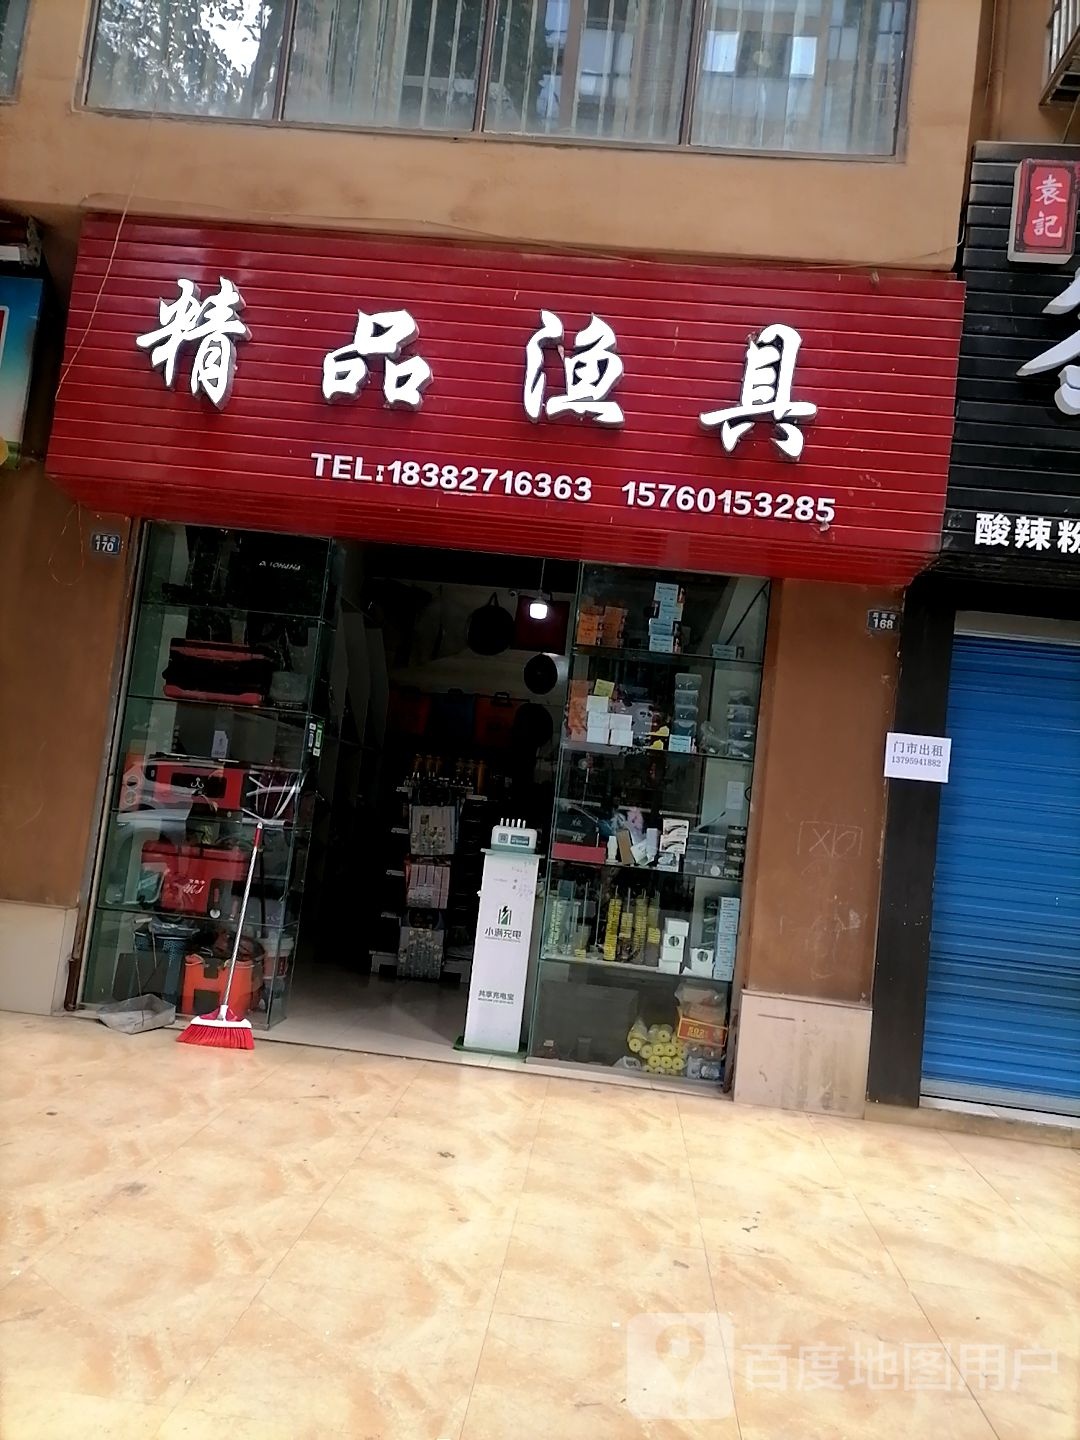 袁記
精品渔具
TEL:18382716363 15760153285
酸辣粉
170
168
门市出租
13795941882
小谢充电
共享充电宝
百度地图用户